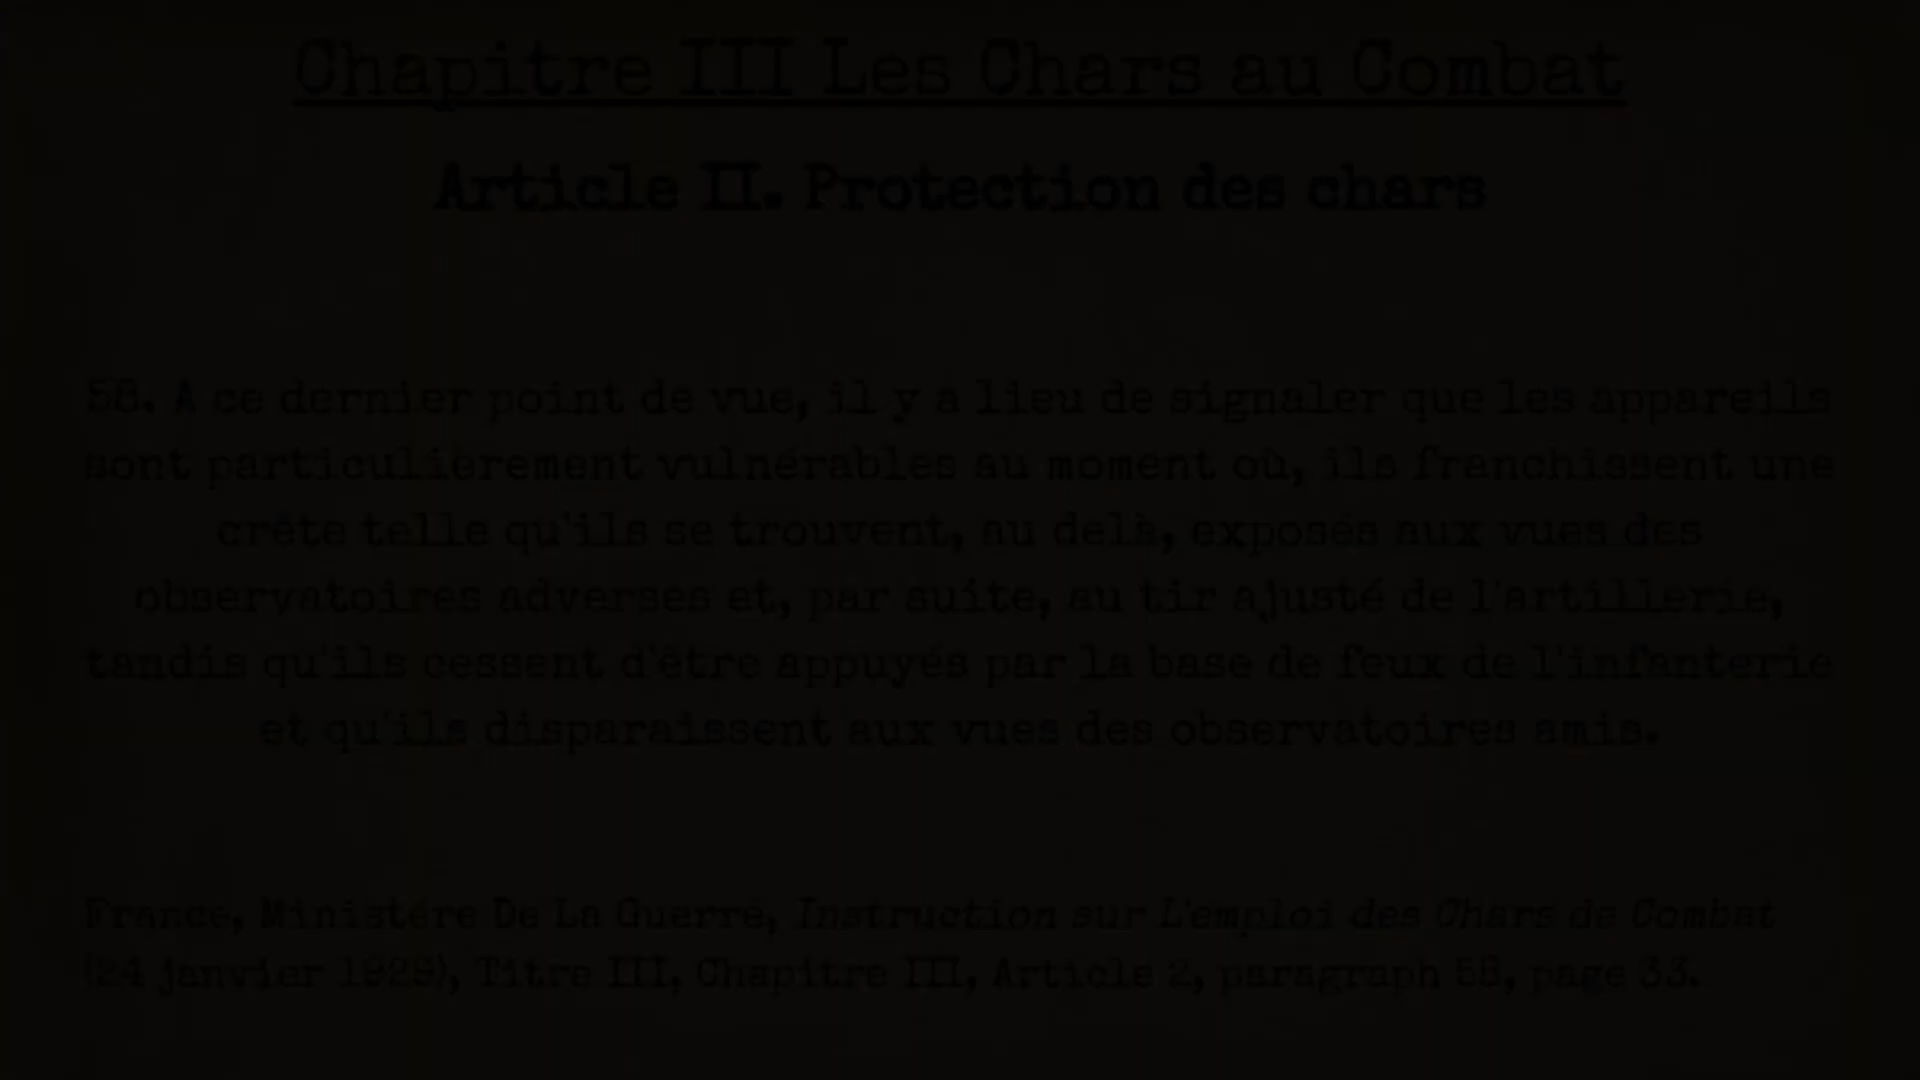 Chapitre III Les Chars au Combat
Article II. Protection des chars
58. A ce dernier point de vue, il y a lieu de signaler que les appareils
sont particulièrement vulnérables au moment où, ils franchissent une
crête telle qu'ils se trouvent, au delà, exposés aux vues des
observatoires adverses et, par suite, au tir ajusté de l'artillerie,
tandis qu'ils cessent d'être appuyés par la base de feux de l'infanterie
et qu'ils disparaissent aux vues des observatoires amis.
France, Ministére De La Guerre, Instruction sur L'emploi des Chars de Combat
(24 janvier 1929), Titre III, Chapitre III, Article 2, paragraph 58, page 33.